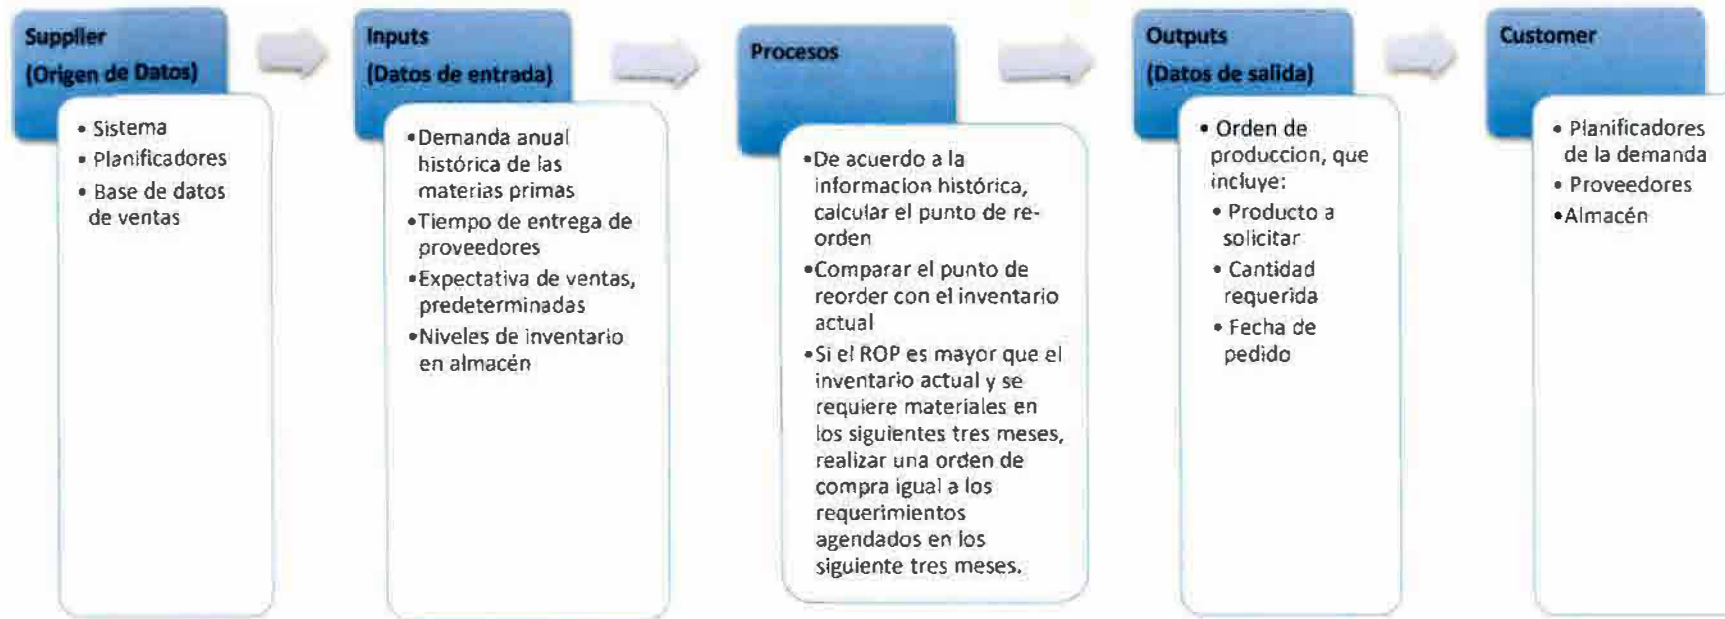 Supplier
(Origen de Datos)
• Sistema
• Planificadores
• Base de datos
de ventas
Inputs
(Datos de entrada)
•Demanda anual
histórica de las
materias primas
•Tiempo de entrega de
proveedores
•Expectativa de ventas,
predeterminadas
•Niveles de inventario
en almacén
Procesos
•De acuerdo a la
informacion histórica,
calcular el punto de re-
orden
•Comparar el punto de
reorder con el inventario
actual
•Si el ROP es mayor que el
inventario actual y se
requiere materiales en
los siguientes tres meses,
realizar una orden de
compra igual a los
requerimientos
agendados en los
siguiente tres meses.
Outputs
(Datos de salida)
• Orden de
produccion, que
incluye:
• Producto a
solicitar
• Cantidad
requerida
• Fecha de
pedido
Customer
• Planificadores
de la demanda
• Proveedores
•Almacén